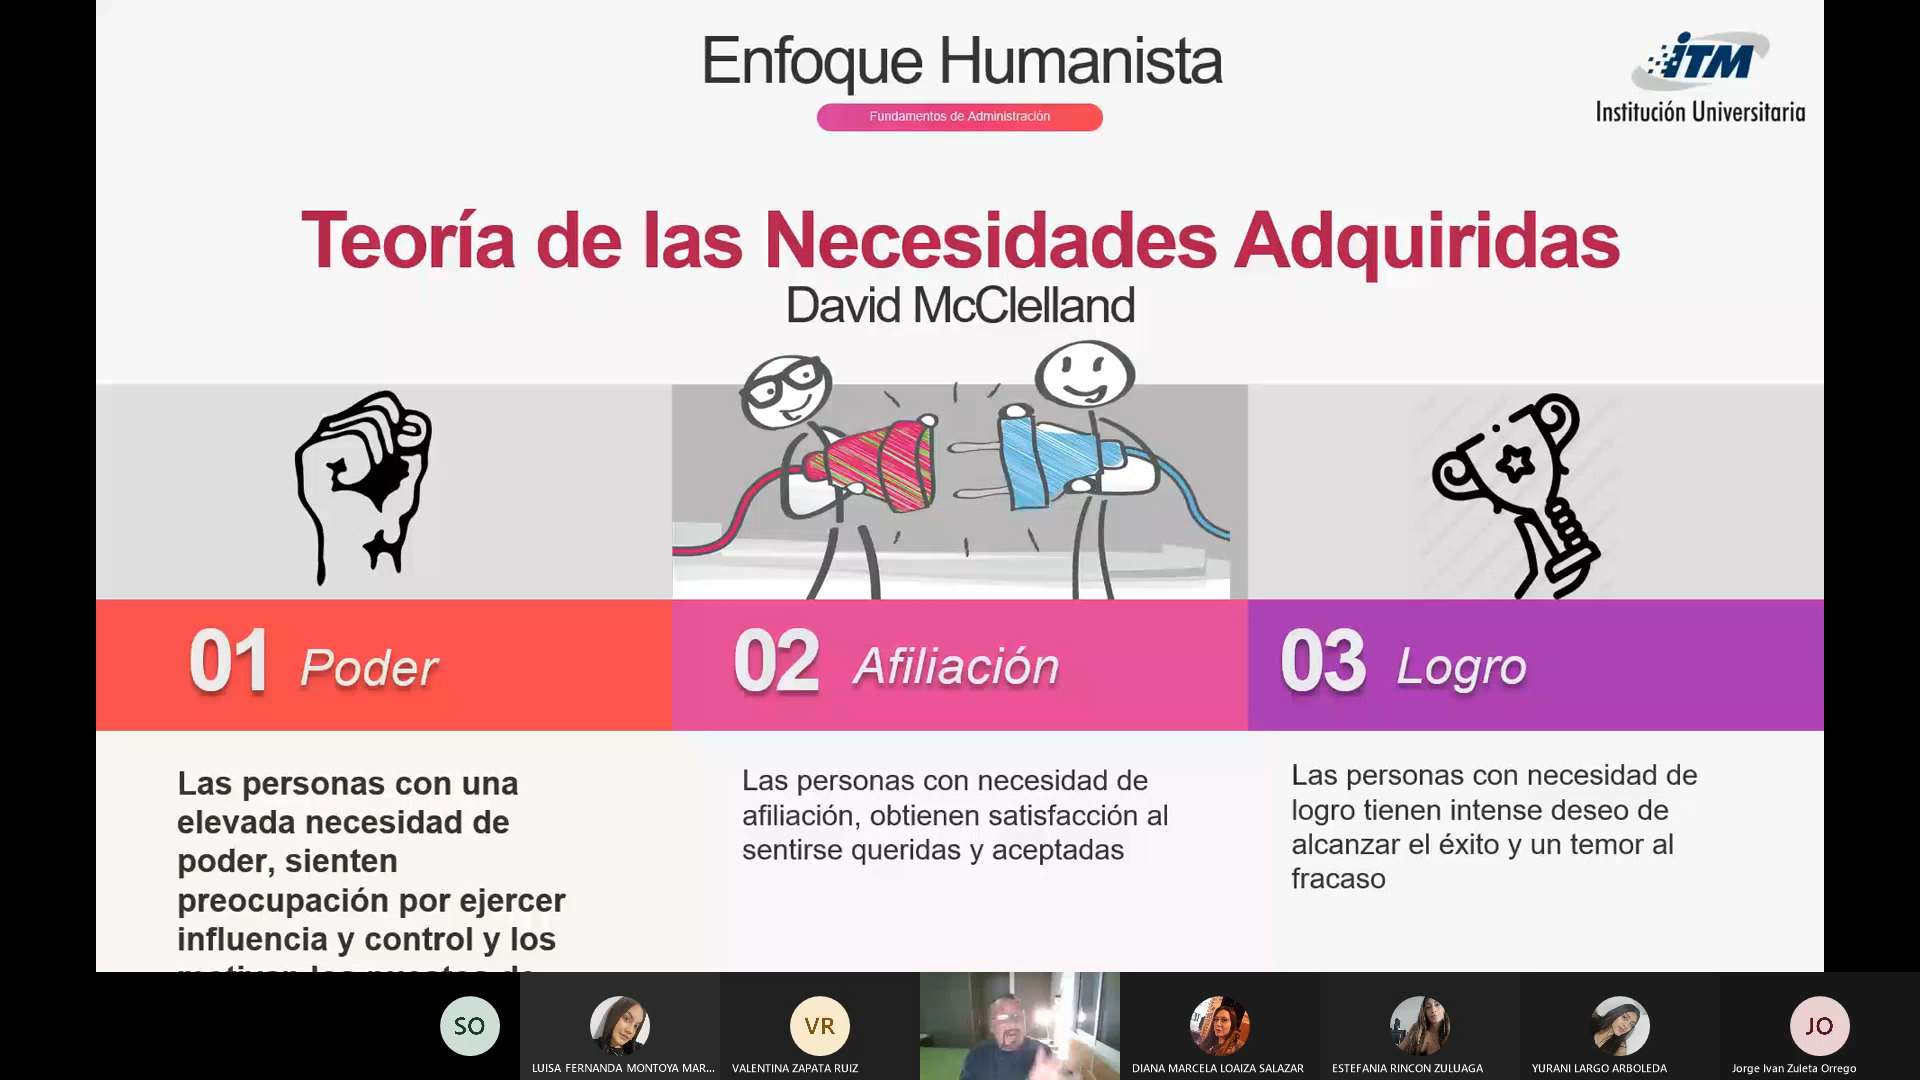 Enfoque Humanista
Fundamentos de Administración
iTM
Institución Universitaria
Teoría de las Necesidades Adquiridas
David McClelland
01 Poder
02 Afiliación
03 Logro
Las personas con una
elevada necesidad de
poder, sienten
preocupación por ejercer
influencia y control y los
Las personas con necesidad de
afiliación, obtienen satisfacción al
sentirse queridas y aceptadas
Las personas con necesidad de
logro tienen intense deseo de
alcanzar el éxito y un temor al
fracaso
SO
LUISA FERNANDA MONTOYA MAR...
VR
VALENTINA ZAPATA RUIZ
DIANA MARCELA LOAIZA SALAZAR
ESTEFANIA RINCON ZULUAGA
YURANI LARGO ARBOLEDA
JO
Jorge Ivan Zuleta Orrego